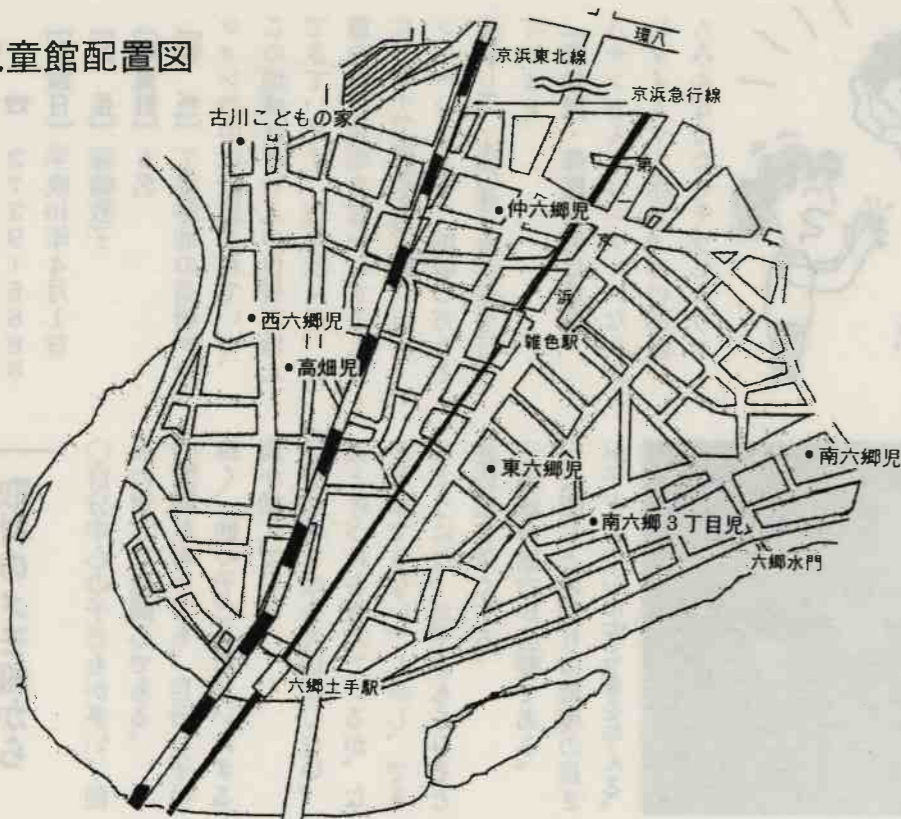 童館配置図
環八
京浜東北線
京浜急行線
古川こどもの家
第
仲六郷児
京
浜
西六郷児
雑色駅
高畑児
南六郷児
東六郷児
南六郷3丁目児
六郷水門
六郷土手駅